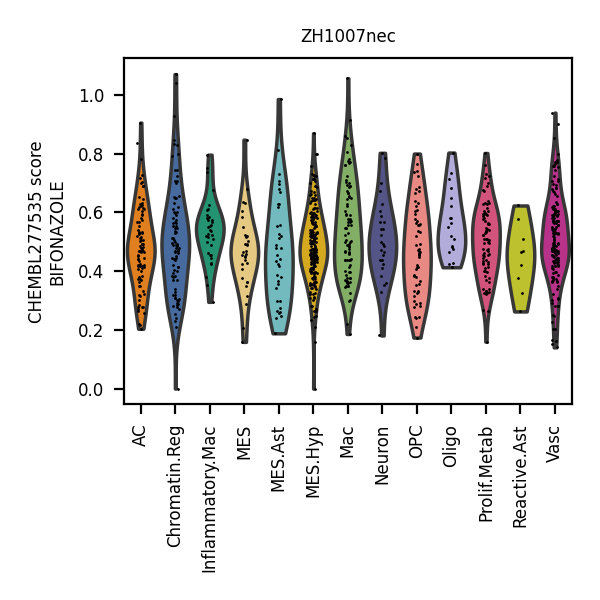 ZH1007nec
CHEMBL277535 score
BIFONAZOLE
1.0
0.8
0.6
0.4
0.2
0.0
AC
Chromatin.Reg
Inflammatory.Mac
MES
MES.Ast
MES.Hyp
Mac
Neuron
OPC
Oligo
Prolif.Metab
Reactive.Ast
Vasc